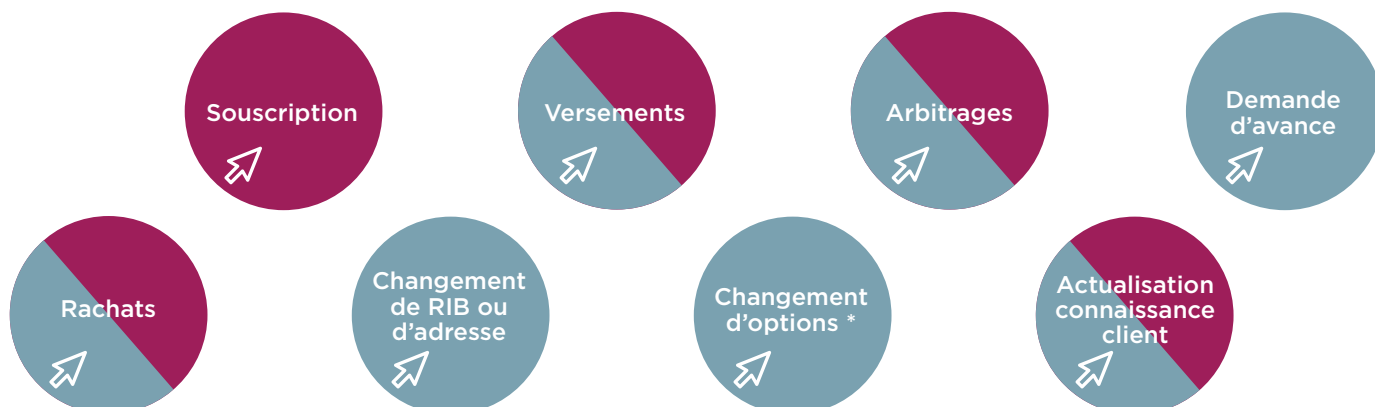 Souscription
Versements
Arbitrages
Demande
d'avance
Rachats
Changement
de RIB ou
d'adresse
Changement
d'options *
Actualisation
connaissance
client